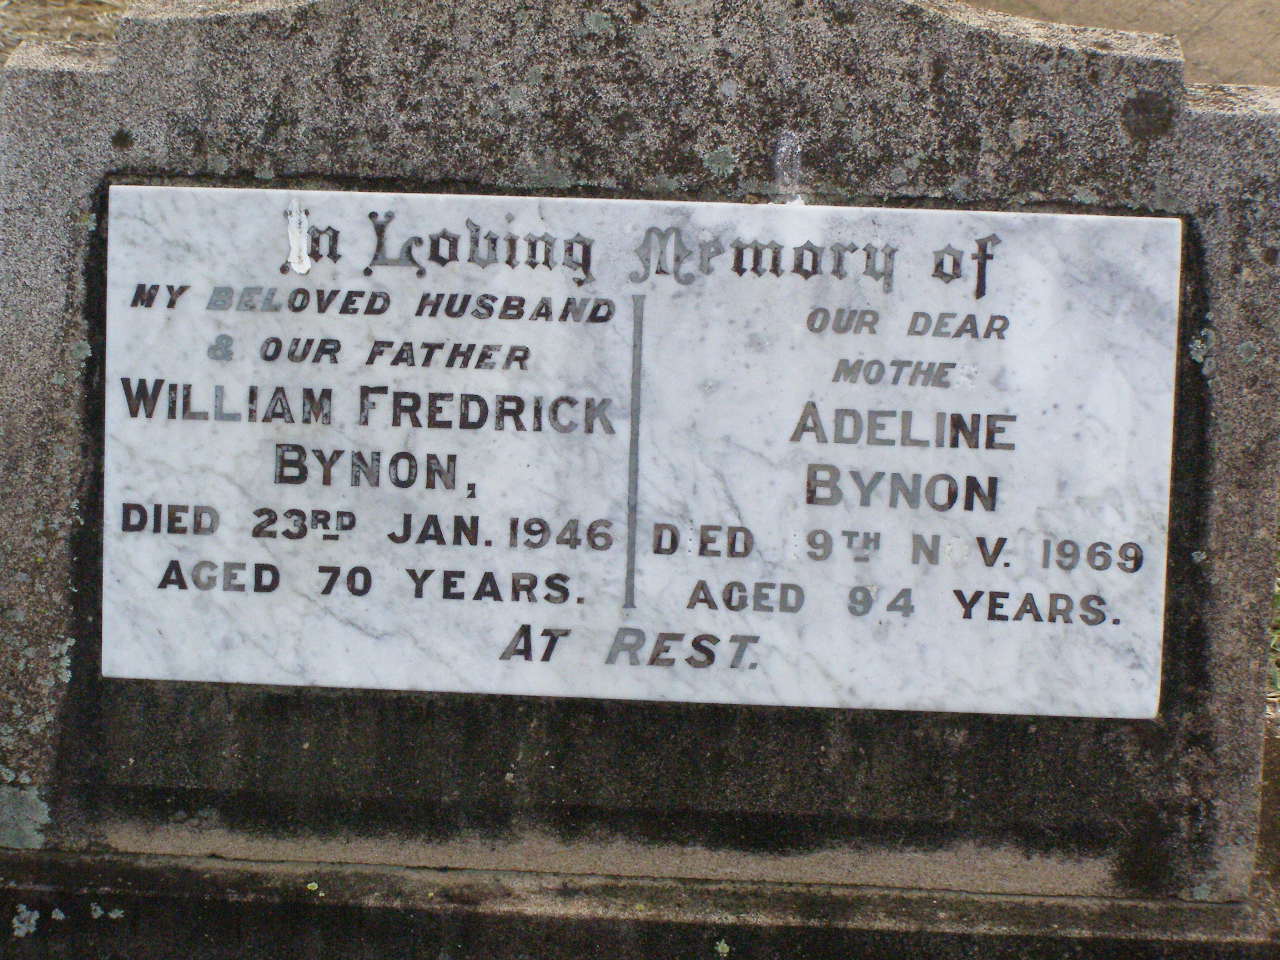 In Loving Memory of
MY BELOVED HUSBAND
& OUR FATHER
WILLIAM FREDRICK
BYNON,
DIED 23RD JAN. 1946
AGED 70 YEARS.
OUR DEAR
MOTHE
ADELINE
BYNON
DIED 9TH N V. 1969
AGED 94 YEARS.
AT REST.